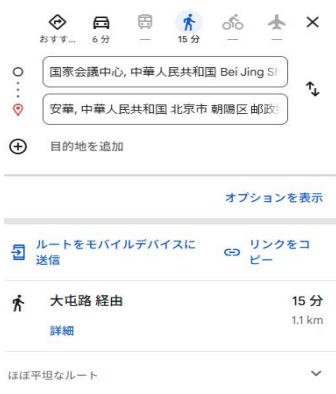 おすす… 6 分 — 15 分 — —
国家会議中心, 中華人民共和国 Bei Jing Sh
安華, 中華人民共和国 北京市 朝陽区 邮政
目的地を追加
オプションを表示
ルートをモバイルデバイスに
送信
リンクをコ
ピー
大屯路 経由
15 分
1.1 km
詳細
ほぼ平坦なルート